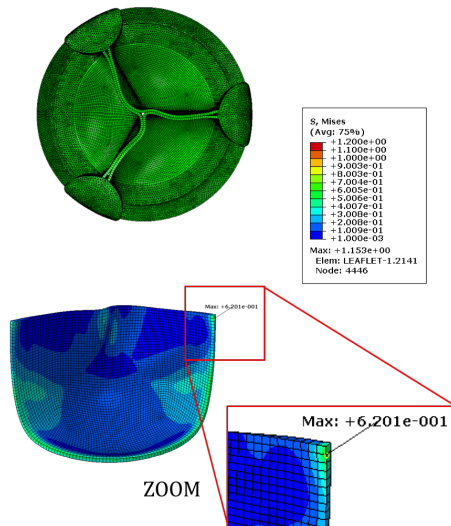 S, Mises
(Avg: 75%)
+1.200e+00
+1.100e+00
+1.000e+00
+9.003e-01
+8.003e-01
+7.004e-01
+6.005e-01
+5.006e-01
+4.007e-01
+3.008e-01
+2.008e-01
+1.009e-01
+1.000e-03
Max: +1.153e+00
Elem: LEAFLET-1.2141
Node: 4446
Max: +6.201e-001
Max: +6.201e-001
ZOOM